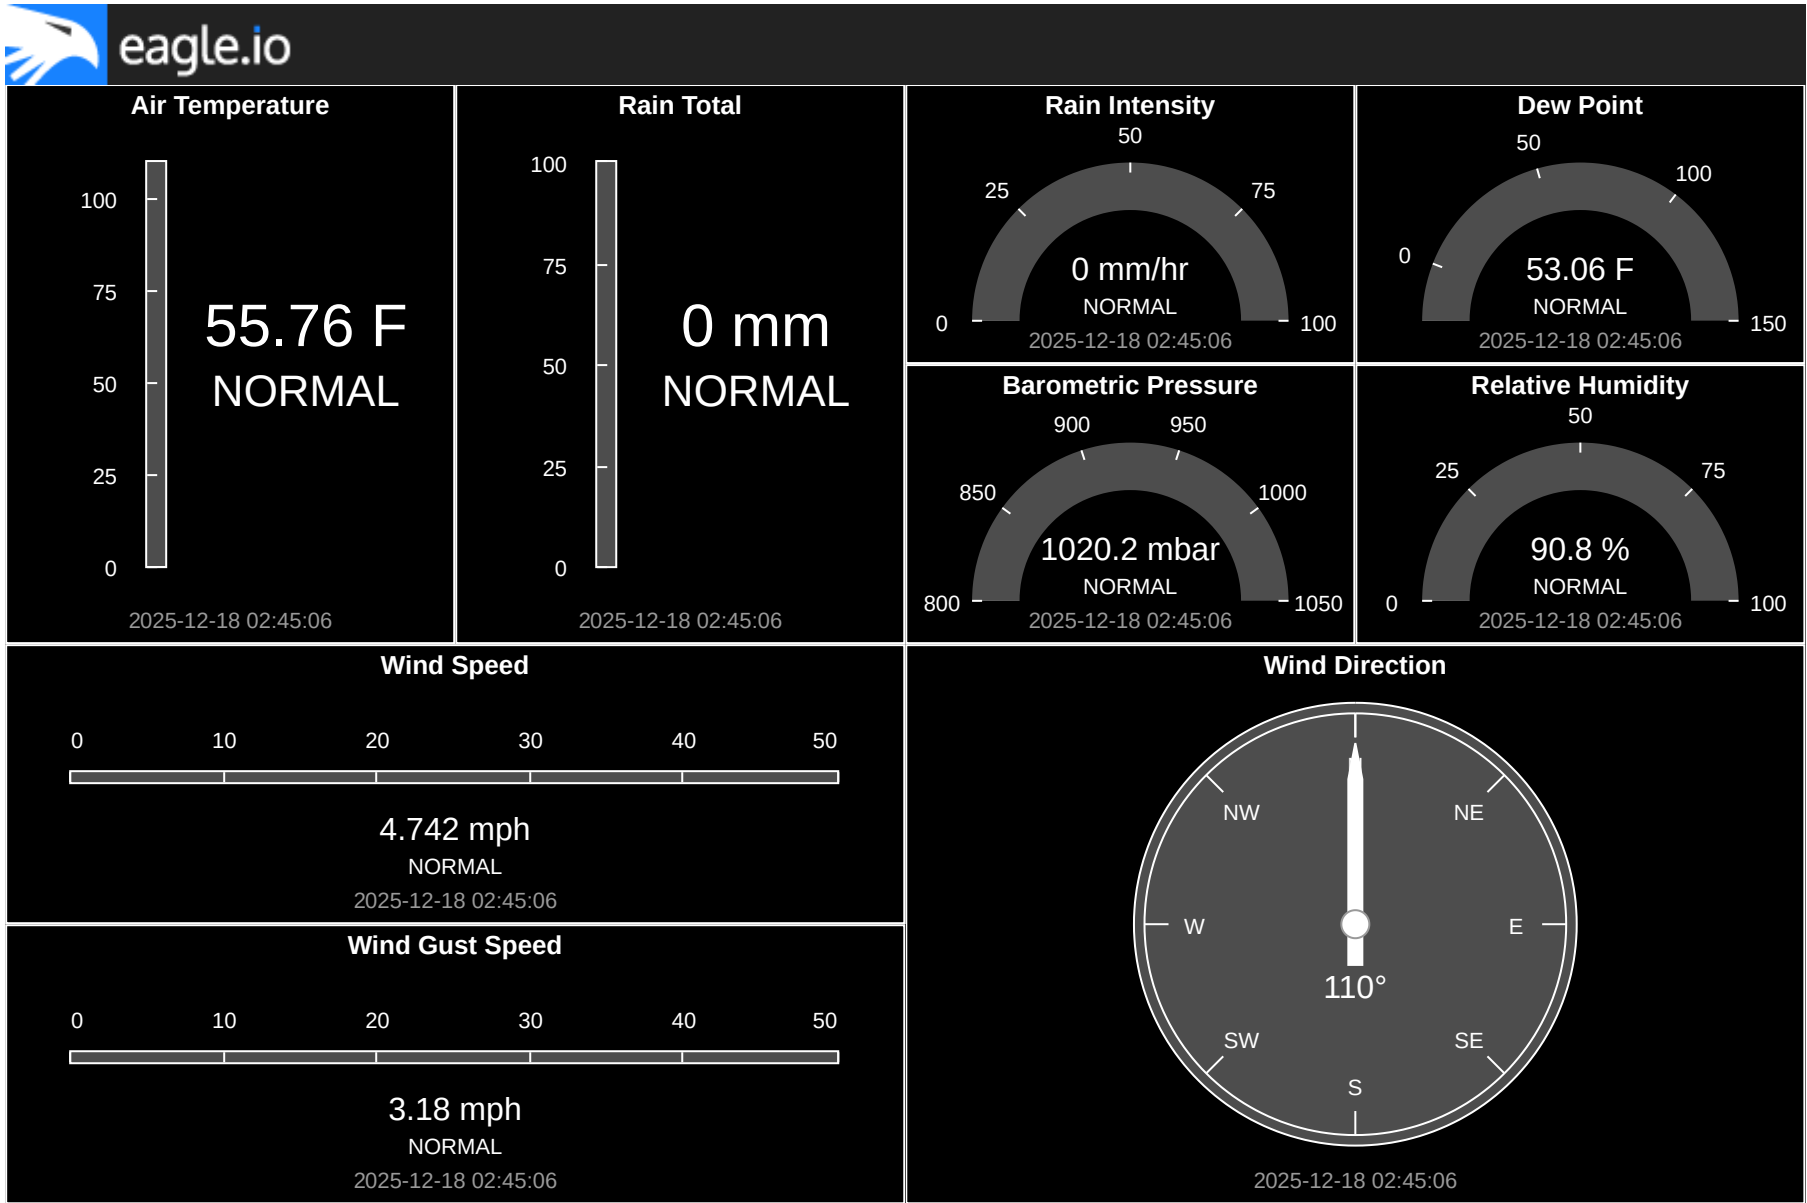 eagle.io
Air Temperature
100
75
50
25
0
55.76 F
NORMAL
2025-12-18 02:45:06
Rain Total
100
75
50
25
0
0 mm
NORMAL
2025-12-18 02:45:06
Rain Intensity
0
25
50
75
100
0 mm/hr
NORMAL
2025-12-18 02:45:06
Dew Point
0
50
100
150
53.06 F
NORMAL
2025-12-18 02:45:06
Barometric Pressure
800
850
900
950
1000
1050
1020.2 mbar
NORMAL
2025-12-18 02:45:06
Relative Humidity
0
25
50
75
100
90.8 %
NORMAL
2025-12-18 02:45:06
Wind Speed
0 10 20 30 40 50
4.742 mph
NORMAL
2025-12-18 02:45:06
Wind Gust Speed
0 10 20 30 40 50
3.18 mph
NORMAL
2025-12-18 02:45:06
Wind Direction
NW NE
W E
110°
SW SE
S
2025-12-18 02:45:06